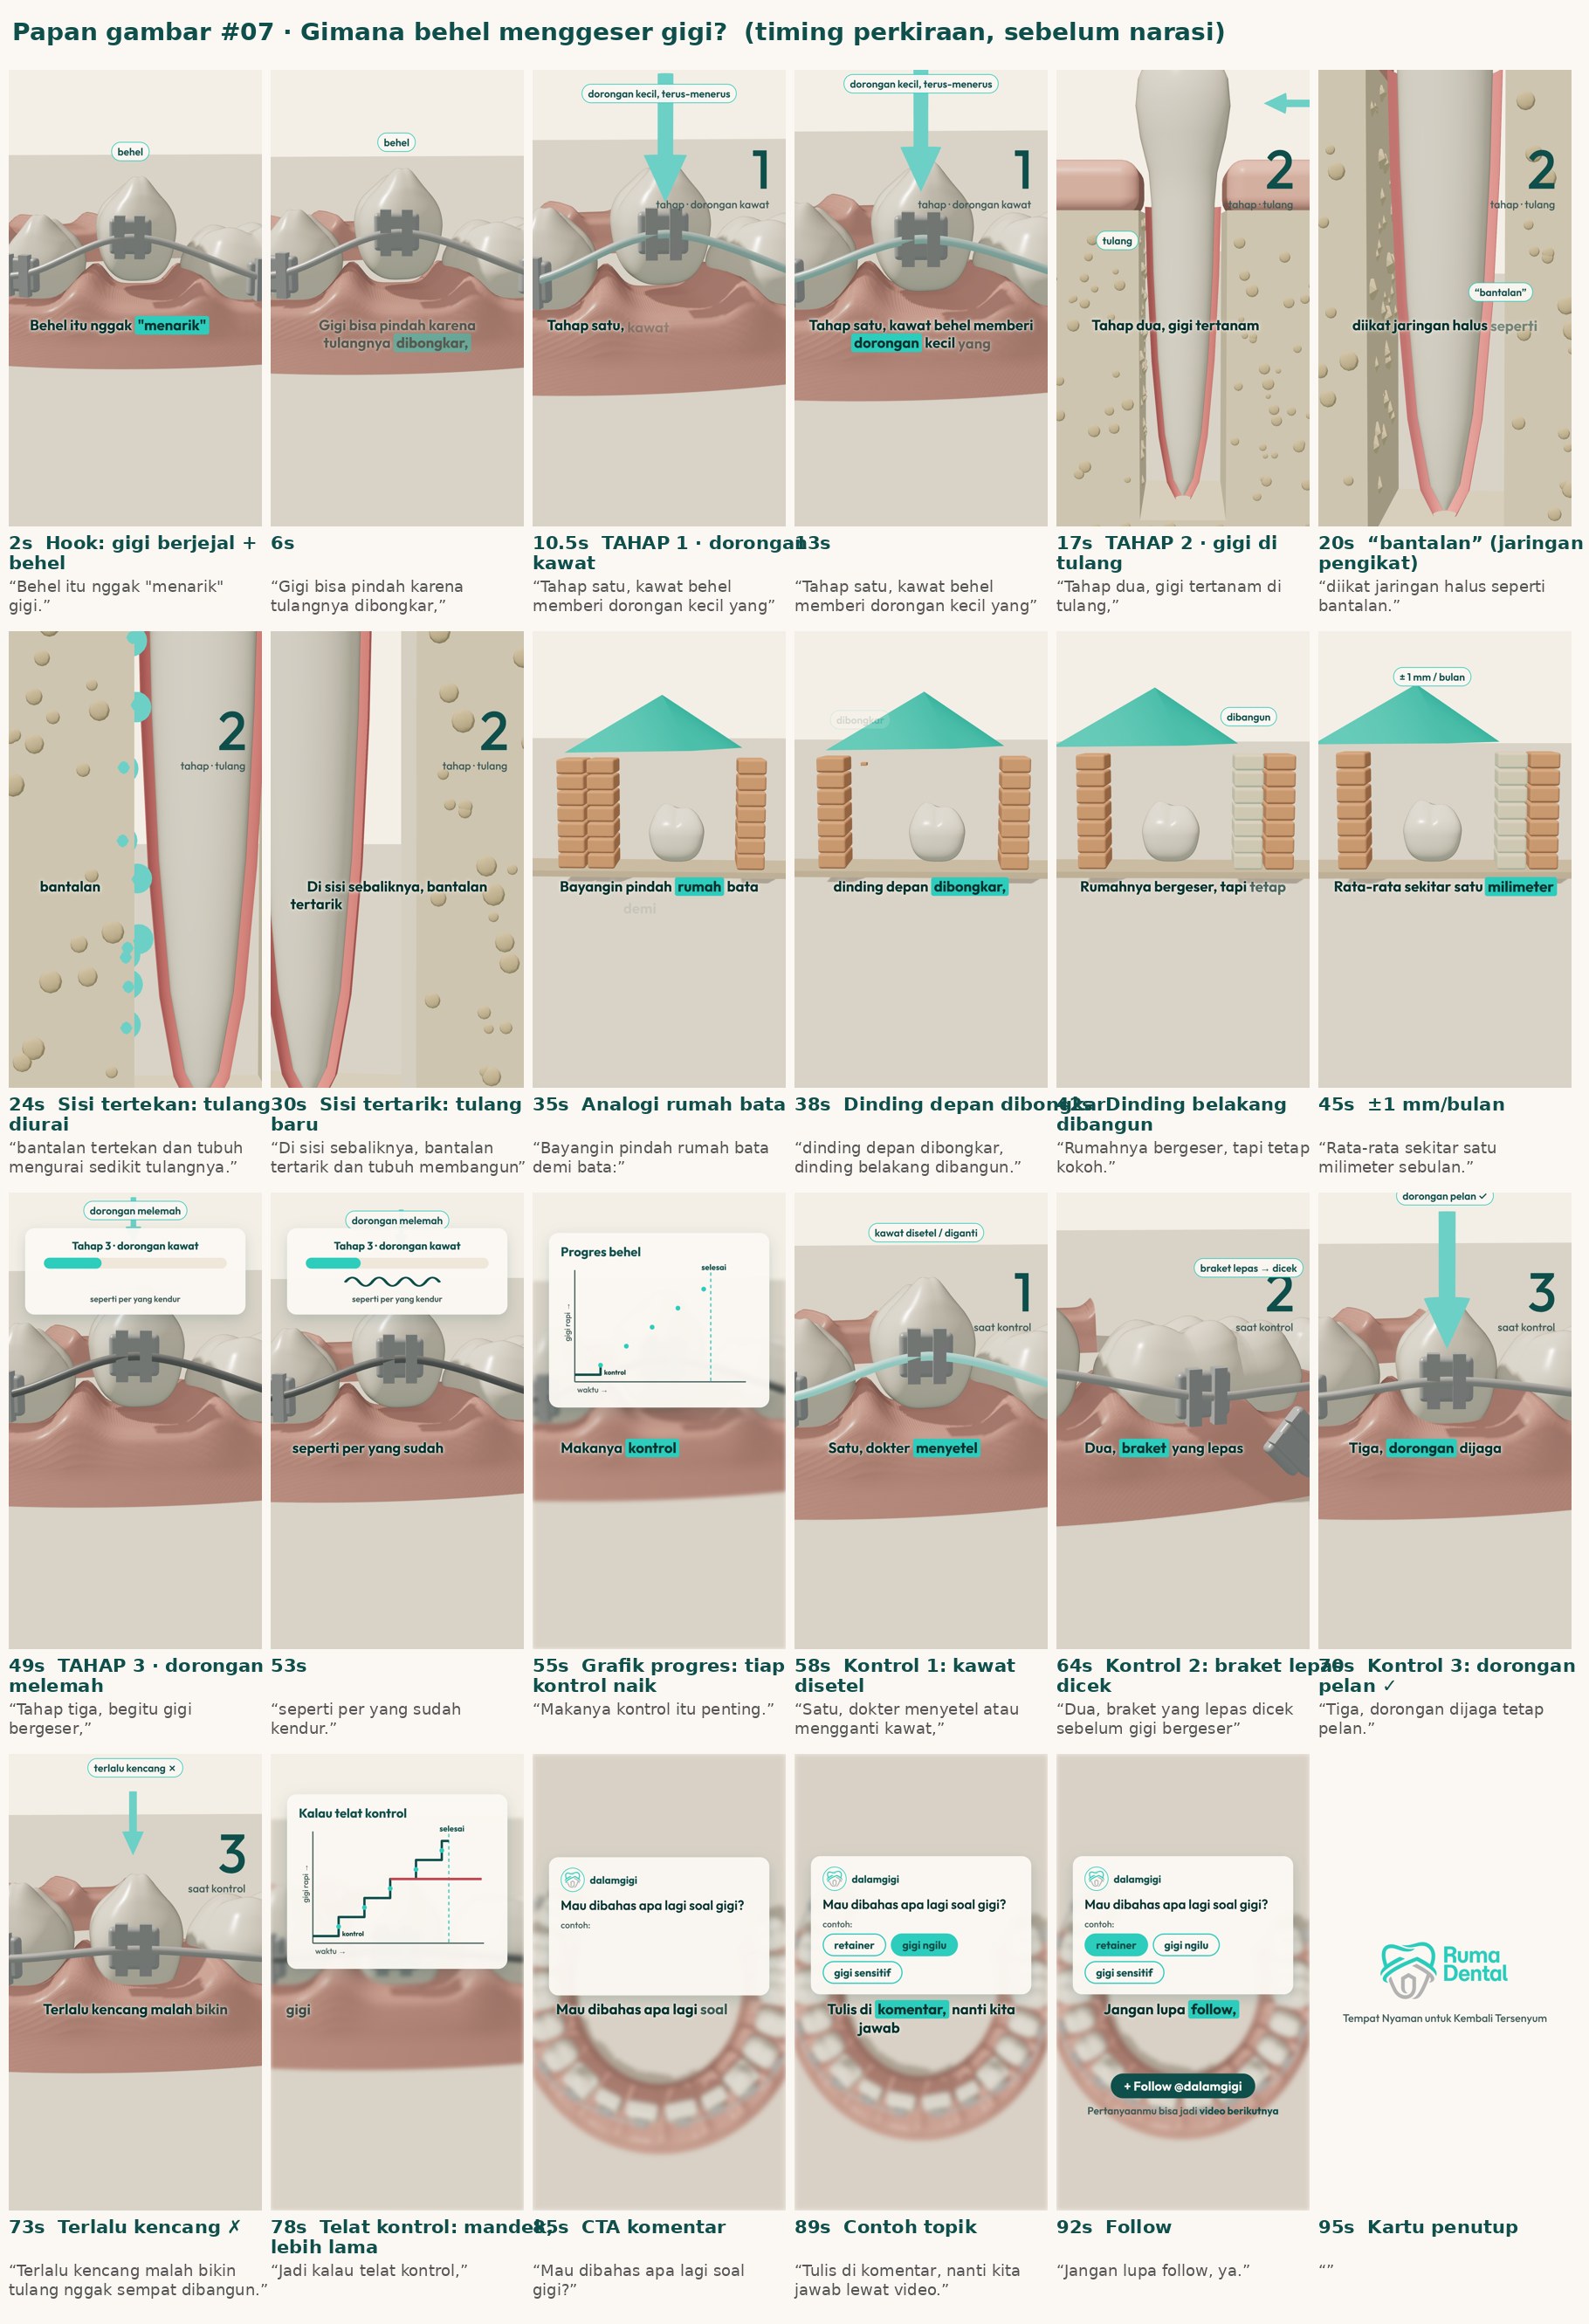 Papan gambar #07 · Gimana behel menggeser gigi?  (timing perkiraan, sebelum narasi)
behel
Behel itu nggak "menarik"
2s  Hook: gigi berjejal +
behel
“Behel itu nggak "menarik"
gigi.”
behel
Gigi bisa pindah karena
tulangnya dibongkar,
6s
“Gigi bisa pindah karena
tulangnya dibongkar,”
dorongan kecil, terus-menerus
1
tahap · dorongan kawat
Tahap satu, kawat
10.5s  TAHAP 1 · dorongan
kawat
“Tahap satu, kawat behel
memberi dorongan kecil yang”
dorongan kecil, terus-menerus
1
tahap · dorongan kawat
Tahap satu, kawat behel memberi
dorongan kecil yang
13s
“Tahap satu, kawat behel
memberi dorongan kecil yang”
2
tahap · tulang
tulang
Tahap dua, gigi tertanam
17s  TAHAP 2 · gigi di
tulang
“Tahap dua, gigi tertanam di
tulang,”
2
tahap · tulang
“bantalan”
diikat jaringan halus seperti
20s  “bantalan” (jaringan
pengikat)
“diikat jaringan halus seperti
bantalan.”
2
tahap · tulang
bantalan
24s  Sisi tertekan: tulang
diurai
“bantalan tertekan dan tubuh
mengurai sedikit tulangnya.”
2
tahap · tulang
Di sisi sebaliknya, bantalan
tertarik
30s  Sisi tertarik: tulang
baru
“Di sisi sebaliknya, bantalan
tertarik dan tubuh membangun”
Bayangin pindah rumah bata
demi
35s  Analogi rumah bata
“Bayangin pindah rumah bata
demi bata:”
dibongkar
dinding depan dibongkar,
38s  Dinding depan dibongkar
“dinding depan dibongkar,
dinding belakang dibangun.”
dibangun
Rumahnya bergeser, tapi tetap
42s  Dinding belakang
dibangun
“Rumahnya bergeser, tapi tetap
kokoh.”
± 1 mm / bulan
Rata-rata sekitar satu milimeter
45s  ±1 mm/bulan
“Rata-rata sekitar satu
milimeter sebulan.”
dorongan melemah
Tahap 3 · dorongan kawat
seperti per yang kendur
49s  TAHAP 3 · dorongan
melemah
“Tahap tiga, begitu gigi
bergeser,”
dorongan melemah
Tahap 3 · dorongan kawat
seperti per yang kendur
seperti per yang sudah
53s
“seperti per yang sudah
kendur.”
Progres behel
selesai
gigi rapi →
kontrol
waktu →
Makanya kontrol
55s  Grafik progres: tiap
kontrol naik
“Makanya kontrol itu penting.”
kawat disetel / diganti
1
saat kontrol
Satu, dokter menyetel
58s  Kontrol 1: kawat
disetel
“Satu, dokter menyetel atau
mengganti kawat,”
braket lepas → dicek
2
saat kontrol
Dua, braket yang lepas
64s  Kontrol 2: braket lepas
dicek
“Dua, braket yang lepas dicek
sebelum gigi bergeser”
dorongan pelan ✓
3
saat kontrol
Tiga, dorongan dijaga
70s  Kontrol 3: dorongan
pelan ✓
“Tiga, dorongan dijaga tetap
pelan.”
terlalu kencang ✕
3
saat kontrol
Terlalu kencang malah bikin
73s  Terlalu kencang ✗
“Terlalu kencang malah bikin
tulang nggak sempat dibangun.”
Kalau telat kontrol
selesai
gigi rapi →
kontrol
waktu →
gigi
78s  Telat kontrol: mandek,
lebih lama
“Jadi kalau telat kontrol,”
dalamgigi
Mau dibahas apa lagi soal gigi?
contoh:
Mau dibahas apa lagi soal
85s  CTA komentar
“Mau dibahas apa lagi soal
gigi?”
dalamgigi
Mau dibahas apa lagi soal gigi?
contoh:
retainer gigi ngilu
gigi sensitif
Tulis di komentar, nanti kita
jawab
89s  Contoh topik
“Tulis di komentar, nanti kita
jawab lewat video.”
dalamgigi
Mau dibahas apa lagi soal gigi?
contoh:
retainer gigi ngilu
gigi sensitif
Jangan lupa follow,
+ Follow @dalamgigi
Pertanyaanmu bisa jadi video berikutnya
92s  Follow
“Jangan lupa follow, ya.”
Ruma
Dental
Tempat Nyaman untuk Kembali Tersenyum
95s  Kartu penutup
“”